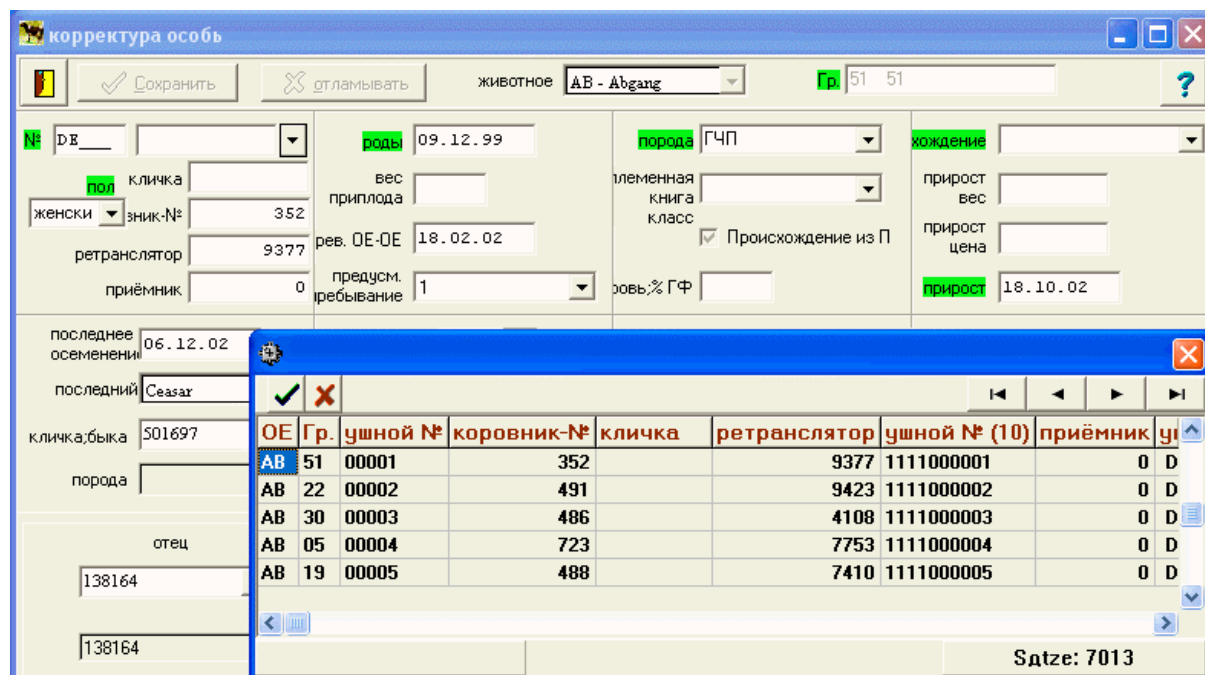 корректура особь
Сохранить отламывать животное AB - Abgang Гр. 51 51 ?
№ DE___ роды 09.12.99 порода ГЧП хождение
пол кличка вес приплода племенная книга класс прирост вес
женски зник-№ 352 рев. ОЕ-ОЕ 18.02.02 Происхождение из П прирост цена
ретранслятор 9377
приёмник 0 предусм. пребывание 1 ровь;% ГФ прирост 18.10.02
последнее осеменени 06.12.02
последний Ceasar
кличка;быка 501697
порода
отец
138164
138164
ОЕ Гр. ушной № коровник-№ кличка ретранслятор ушной № (10) приёмник уı
AB 51 00001 352 9377 1111000001 0 D
AB 22 00002 491 9423 1111000002 0 D
AB 30 00003 486 4108 1111000003 0 D
AB 05 00004 723 7753 1111000004 0 D
AB 19 00005 488 7410 1111000005 0 D
Sдtze: 7013